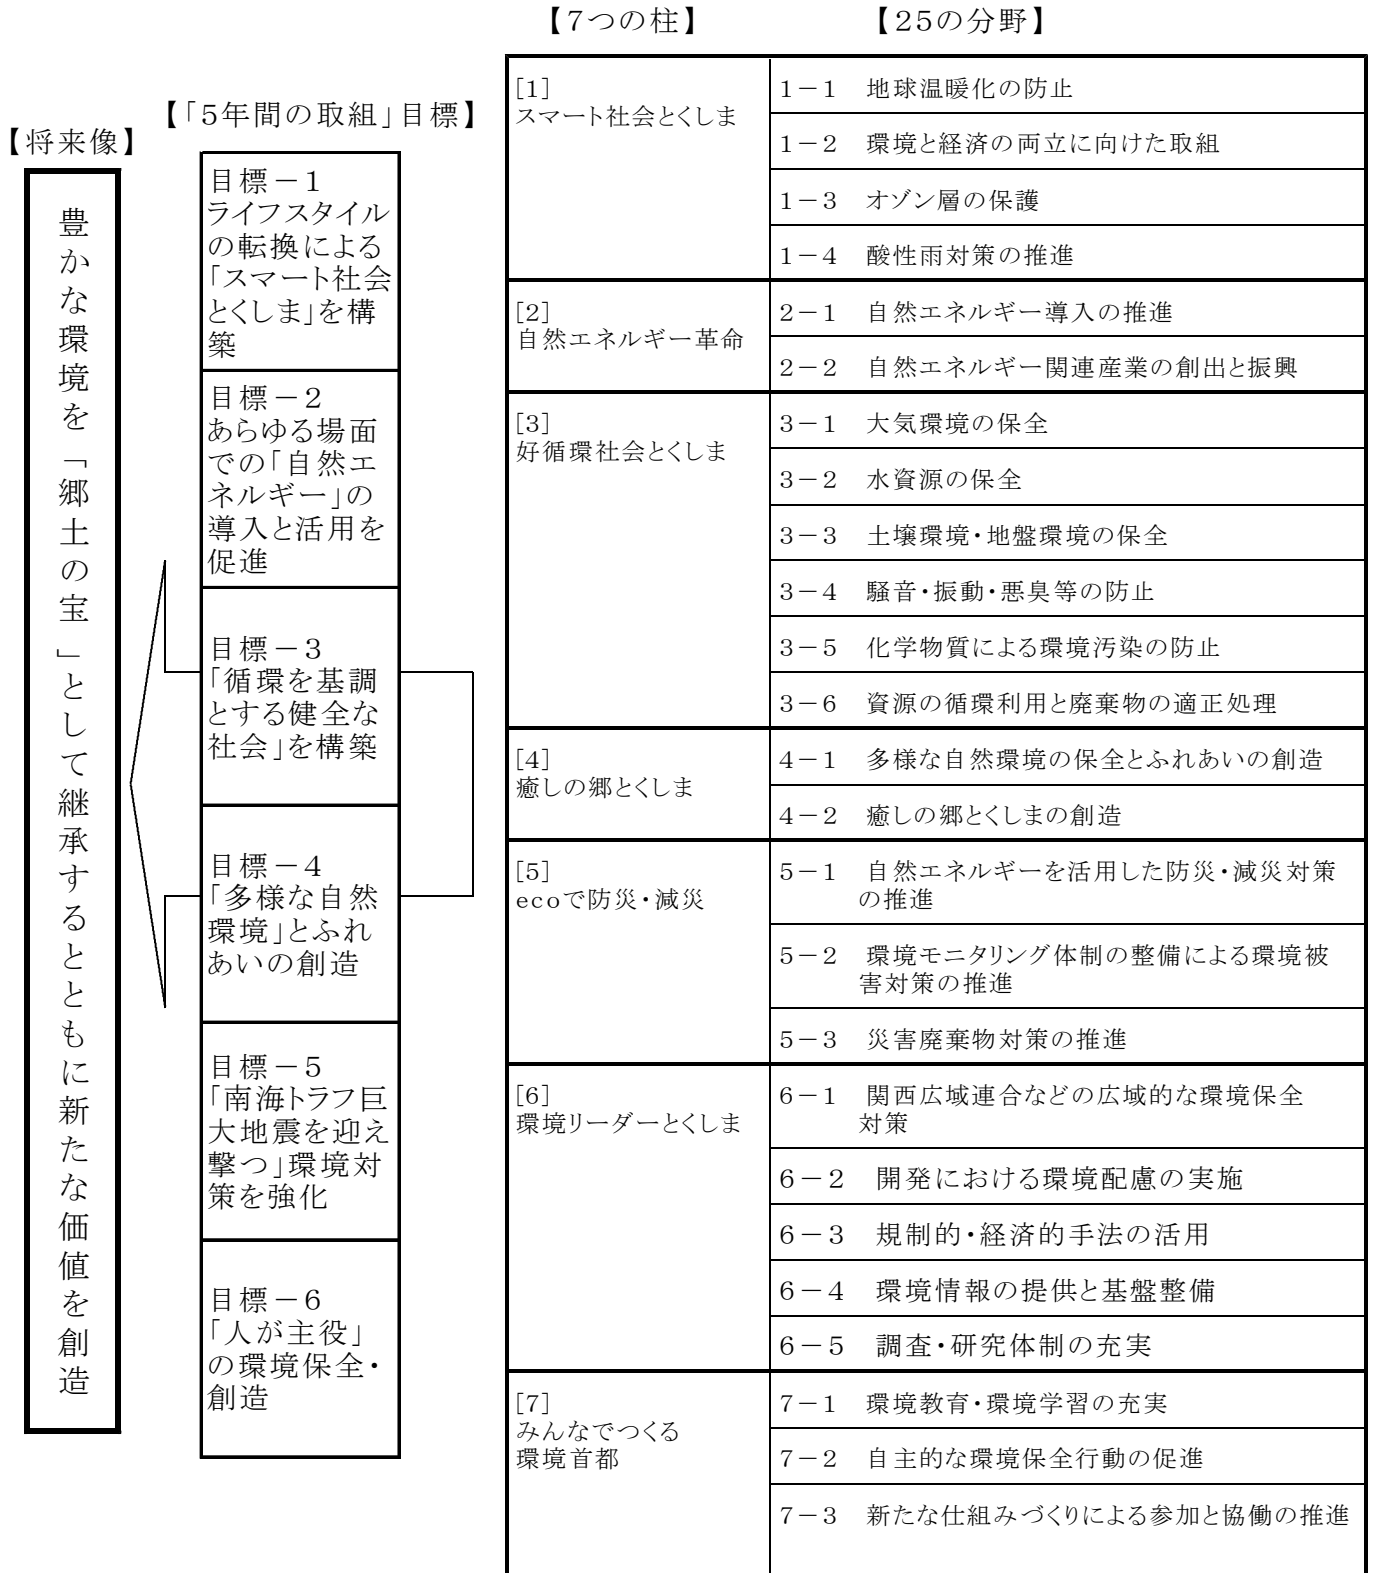 【将来像】
豊かな環境を「郷土の宝」として継承するとともに新たな価値を創造
【「5年間の取組」目標】
目標－1
ライフスタイル
の転換による
「スマート社会
とくしま」を構
築
目標－2
あらゆる場面
での「自然エ
ネルギー」の
導入と活用を
促進
目標－3
「循環を基調
とする健全な
社会」を構築
目標－4
「多様な自然
環境」とふれ
あいの創造
目標－5
「南海トラフ巨
大地震を迎え
撃つ」環境対
策を強化
目標－6
「人が主役」
の環境保全・
創造
【7つの柱】
【25の分野】
[1]
スマート社会とくしま
1－1　地球温暖化の防止
1－2　環境と経済の両立に向けた取組
1－3　オゾン層の保護
1－4　酸性雨対策の推進
[2]
自然エネルギー革命
2－1　自然エネルギー導入の推進
2－2　自然エネルギー関連産業の創出と振興
[3]
好循環社会とくしま
3－1　大気環境の保全
3－2　水資源の保全
3－3　土壌環境・地盤環境の保全
3－4　騒音・振動・悪臭等の防止
3－5　化学物質による環境汚染の防止
3－6　資源の循環利用と廃棄物の適正処理
[4]
癒しの郷とくしま
4－1　多様な自然環境の保全とふれあいの創造
4－2　癒しの郷とくしまの創造
[5]
ecoで防災・減災
5－1　自然エネルギーを活用した防災・減災対策
の推進
5－2　環境モニタリング体制の整備による環境被
害対策の推進
5－3　災害廃棄物対策の推進
[6]
環境リーダーとくしま
6－1　関西広域連合などの広域的な環境保全
対策
6－2　開発における環境配慮の実施
6－3　規制的・経済的手法の活用
6－4　環境情報の提供と基盤整備
6－5　調査・研究体制の充実
[7]
みんなでつくる
環境首都
7－1　環境教育・環境学習の充実
7－2　自主的な環境保全行動の促進
7－3　新たな仕組みづくりによる参加と協働の推進